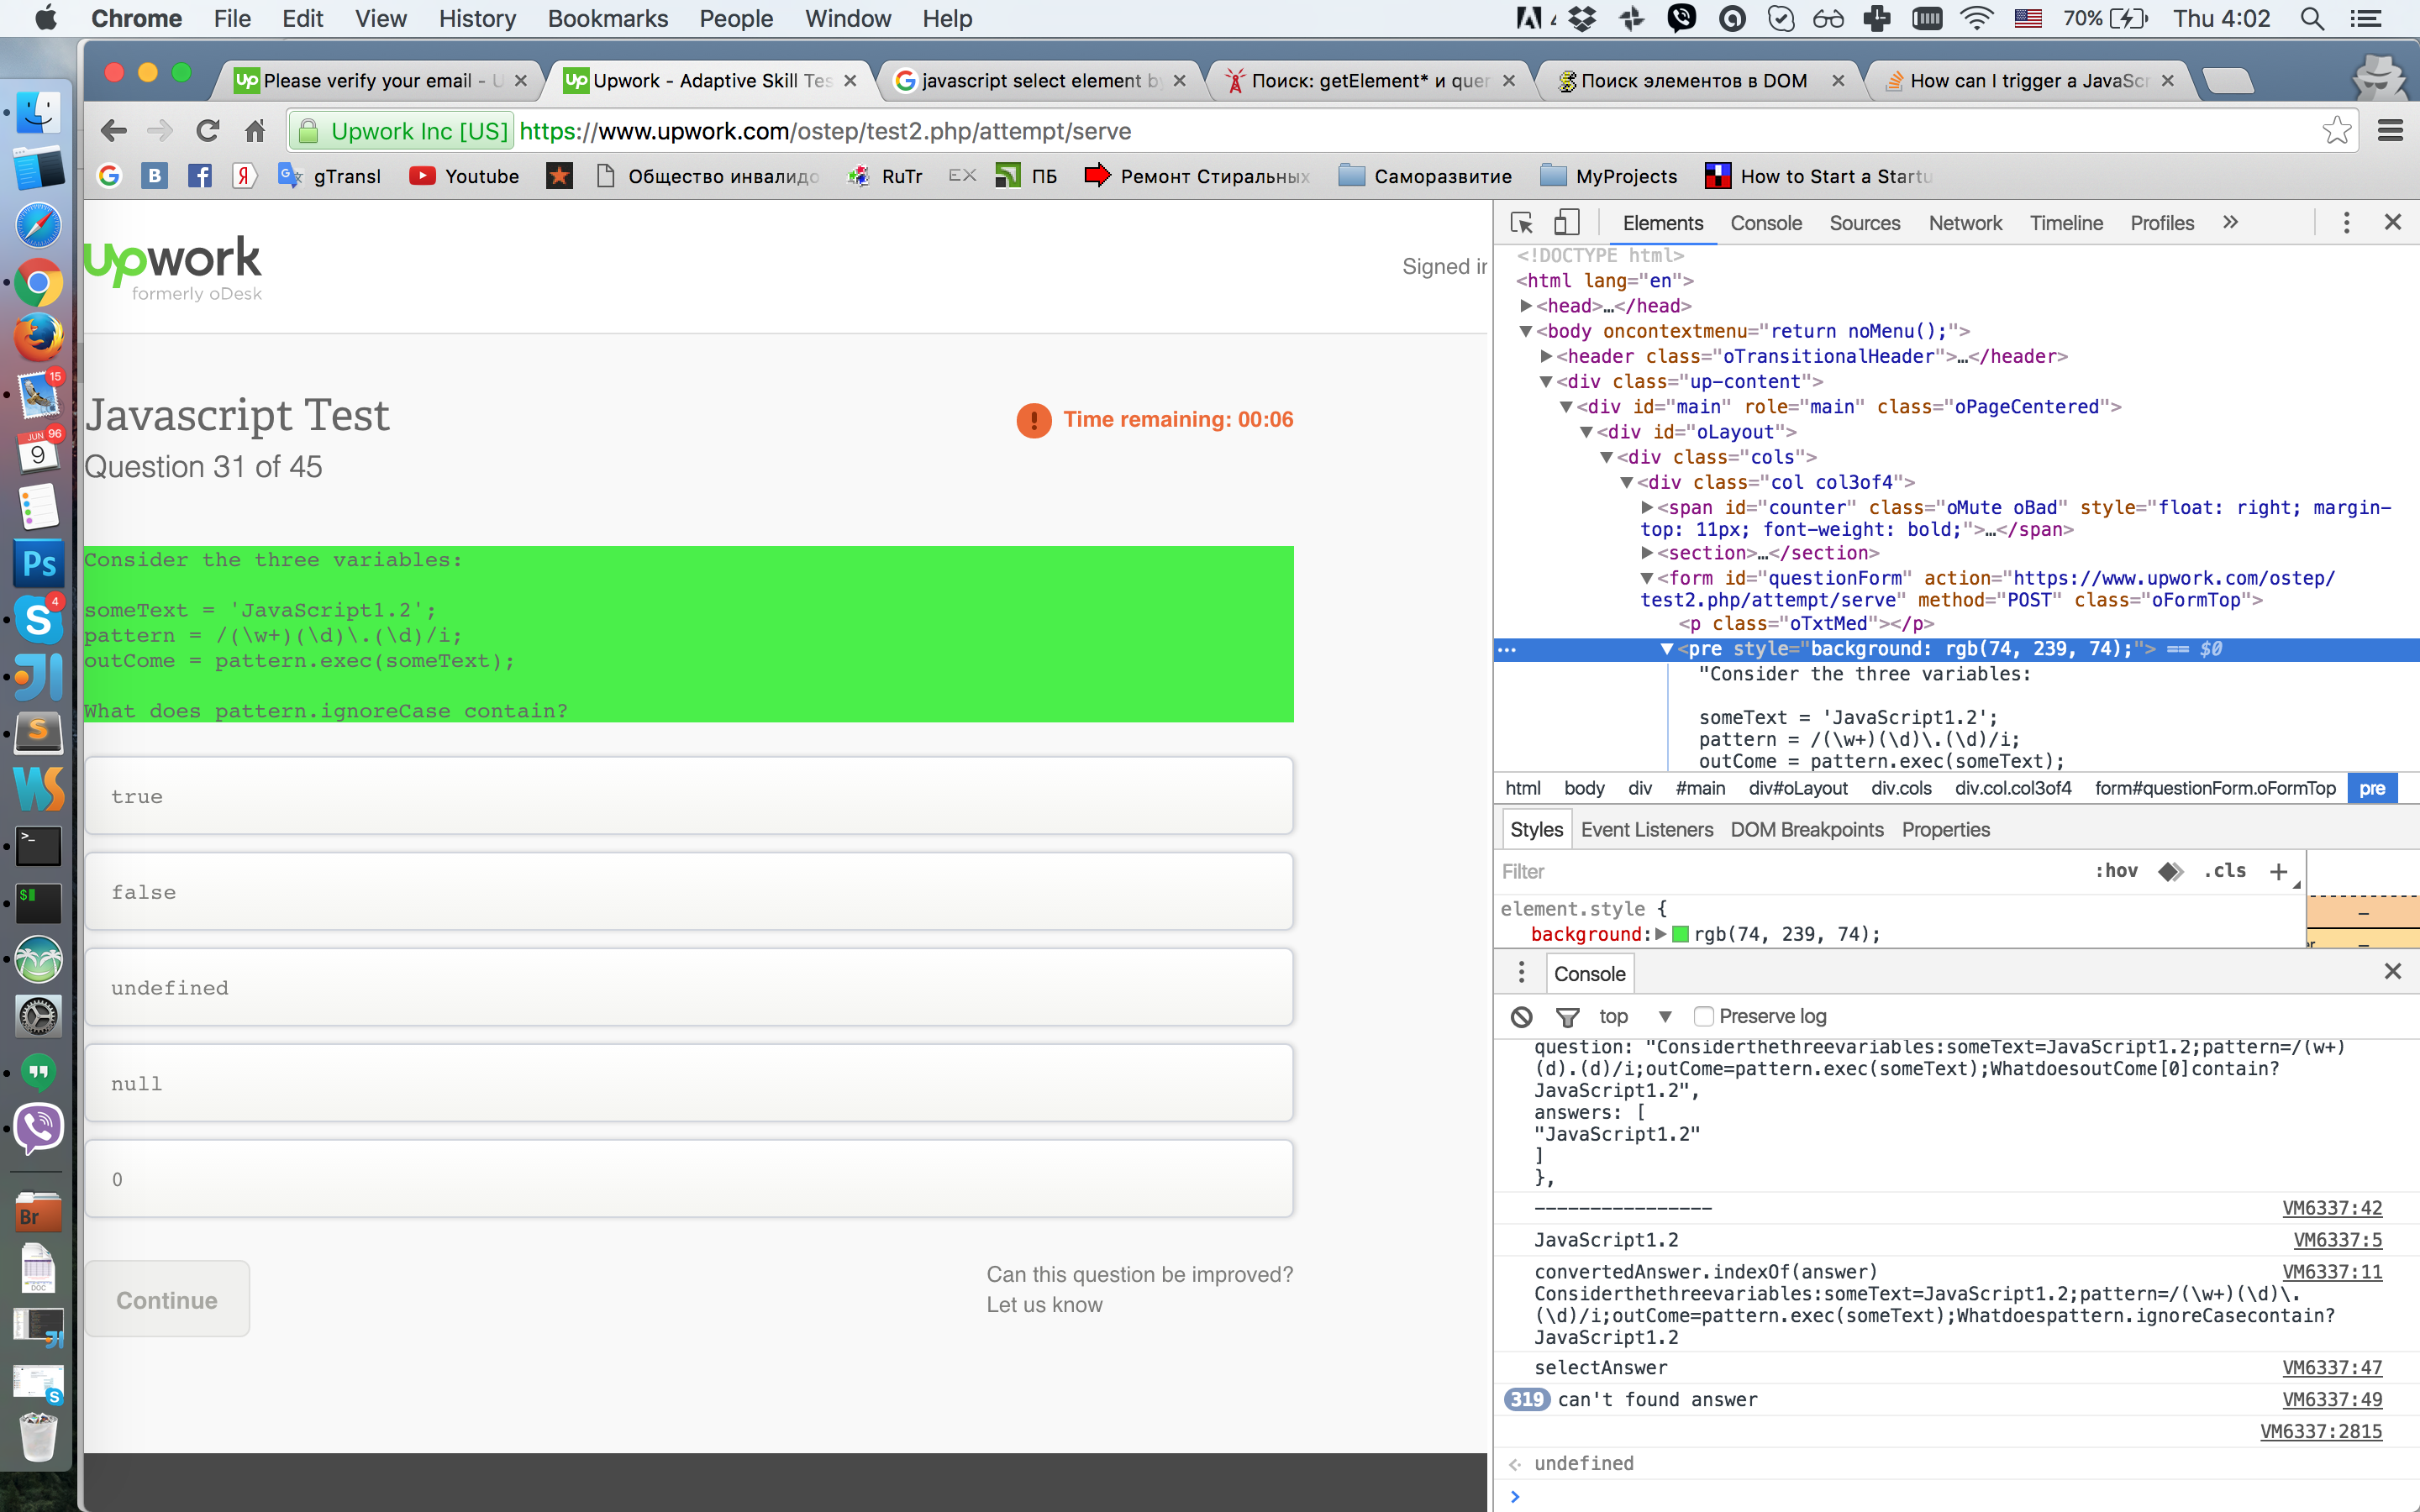 Chrome File Edit View History Bookmarks People Window Help
70% Thu 4:02
Please verify your email - U
Upwork - Adaptive Skill Tes
javascript select element by
Поиск: getElement* и quer
Поиск элементов в DOM
How can I trigger a JavaScr
Upwork Inc [US] https://www.upwork.com/ostep/test2.php/attempt/serve
gTransl Youtube Общество инвалидо RuTr EX ПБ Ремонт Стиральных Саморазвитие MyProjects How to Start a Startu
upwork
formerly oDesk
Signed in
Javascript Test
Time remaining: 00:06
Question 31 of 45
Consider the three variables:
someText = 'JavaScript1.2';
pattern = /(\w+)(\d)\.(\d)/i;
outCome = pattern.exec(someText);
What does pattern.ignoreCase contain?
true
false
undefined
null
0
Continue
Can this question be improved?
Let us know
Elements Console Sources Network Timeline Profiles »
<!DOCTYPE html>
<html lang="en">
<head>…</head>
<body oncontextmenu="return noMenu();">
<header class="oTransitionalHeader">…</header>
<div class="up-content">
<div id="main" role="main" class="oPageCentered">
<div id="oLayout">
<div class="cols">
<div class="col col3of4">
<span id="counter" class="oMute oBad" style="float: right; margin-
top: 11px; font-weight: bold;">…</span>
<section>…</section>
<form id="questionForm" action="https://www.upwork.com/ostep/
test2.php/attempt/serve" method="POST" class="oFormTop">
<p class="oTxtMed"></p>
<pre style="background: rgb(74, 239, 74);"> == $0
"Consider the three variables:
someText = 'JavaScript1.2';
pattern = /(\w+)(\d)\.(\d)/i;
outCome = pattern.exec(someText);
html body div #main div#oLayout div.cols div.col.col3of4 form#questionForm.oFormTop pre
Styles Event Listeners DOM Breakpoints Properties
Filter :hov .cls +
element.style {
background: rgb(74, 239, 74);
Console
top Preserve log
question: "Considerthethreevariables:someText=JavaScript1.2;pattern=/(w+)
(d).(d)/i;outCome=pattern.exec(someText);WhatdoesoutCome[0]contain?
JavaScript1.2",
answers: [
"JavaScript1.2"
]
},
---------------- VM6337:42
JavaScript1.2 VM6337:5
convertedAnswer.indexOf(answer) VM6337:11
Considerthethreevariables:someText=JavaScript1.2;pattern=/(\w+)(\d)\.
(\d)/i;outCome=pattern.exec(someText);Whatdoespattern.ignoreCasecontain?
JavaScript1.2
selectAnswer VM6337:47
319 can't found answer VM6337:49
VM6337:2815
undefined
15
JUN 96
9
Ps
4
S
WS
Br
DOC